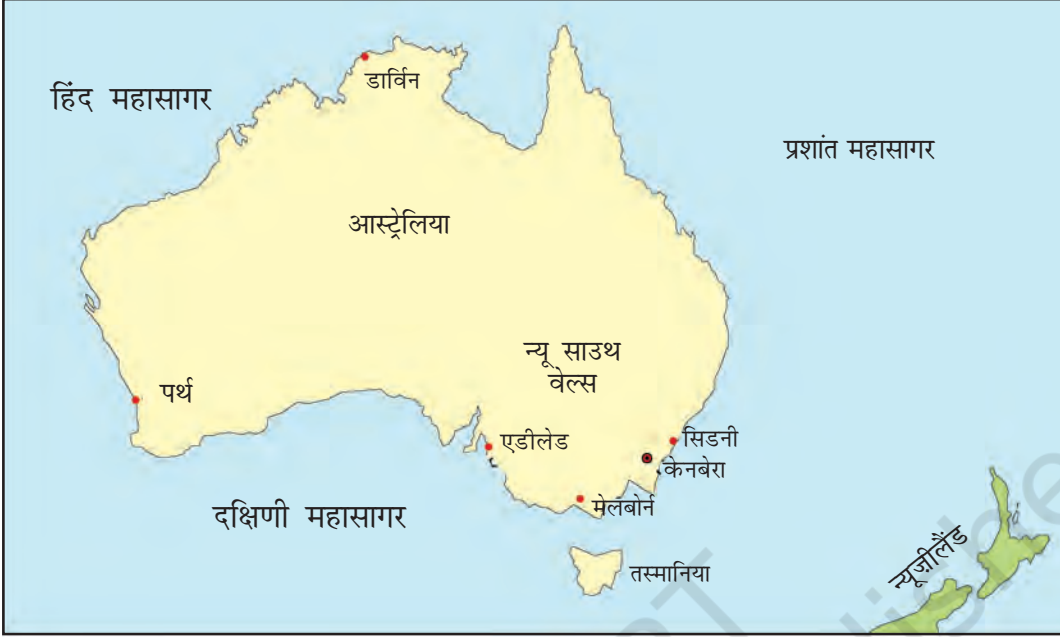 डार्विन
हिंद महासागर
प्रशांत महासागर
आस्ट्रेलिया
न्यू साउथ
वेल्स
पर्थ
एडीलेड
सिडनी
केनबेरा
मेलबोर्न
दक्षिणी महासागर
तस्मानिया
न्यूज़ीलैंड